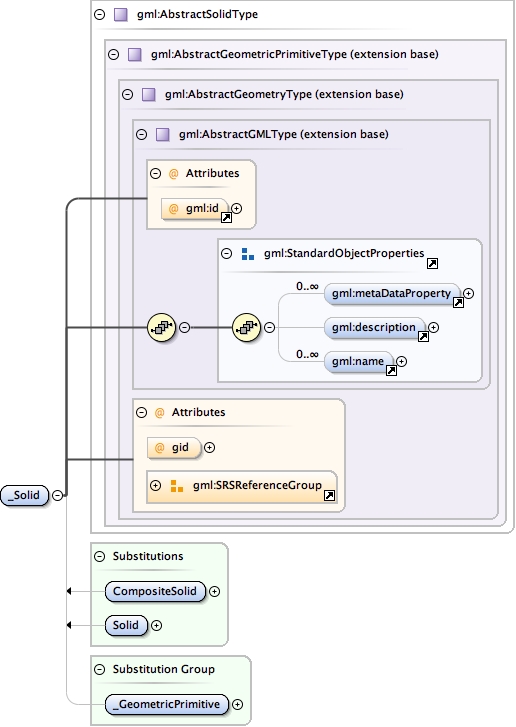 gml:AbstractSolidType
gml:AbstractGeometricPrimitiveType (extension base)
gml:AbstractGeometryType (extension base)
gml:AbstractGMLType (extension base)
@ Attributes
@ gml:id
gml:StandardObjectProperties
0..∞
gml:metaDataProperty
gml:description
0..∞
gml:name
@ Attributes
@ gid
gml:SRSReferenceGroup
_Solid
Substitutions
CompositeSolid
Solid
Substitution Group
_GeometricPrimitive